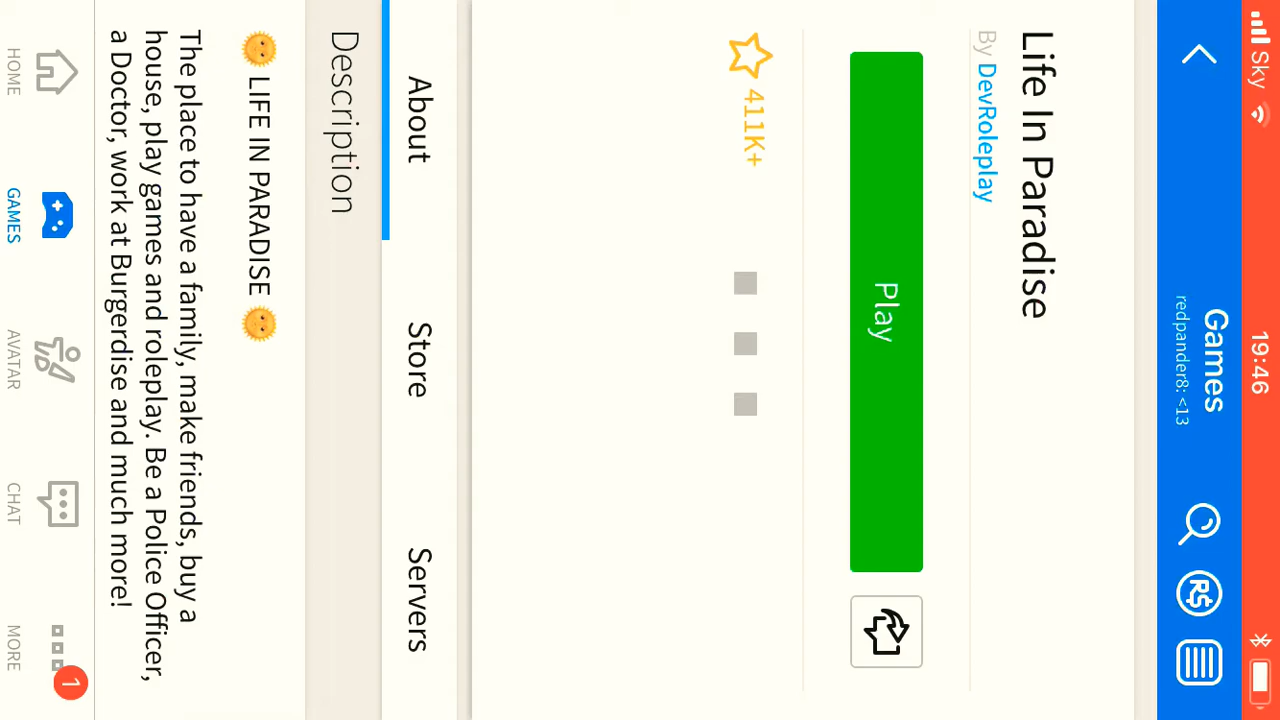 Sky 19:46
Games
redpander8: <13
R$
Life In Paradise
By DevRoleplay
Play
411K+
About Store Servers
Description
🌞 LIFE IN PARADISE 🌞
The place to have a family, make friends, buy a
house, play games and roleplay. Be a Police Officer,
a Doctor, work at Burgerdise and much more!
1
HOME GAMES AVATAR CHAT MORE